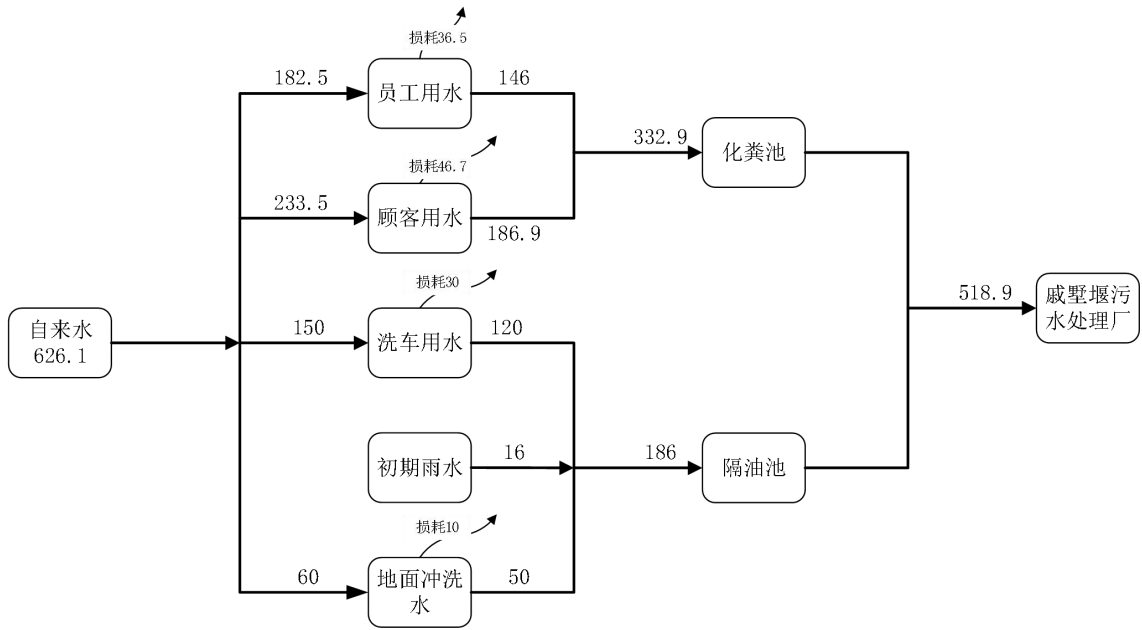 损耗36.5
182.5
员工用水
146
332.9
化粪池
损耗46.7
233.5
顾客用水
186.9
损耗30
518.9
戚墅堰污
水处理厂
自来水
626.1
150
洗车用水
120
初期雨水
16
186
隔油池
损耗10
60
地面冲洗
水
50